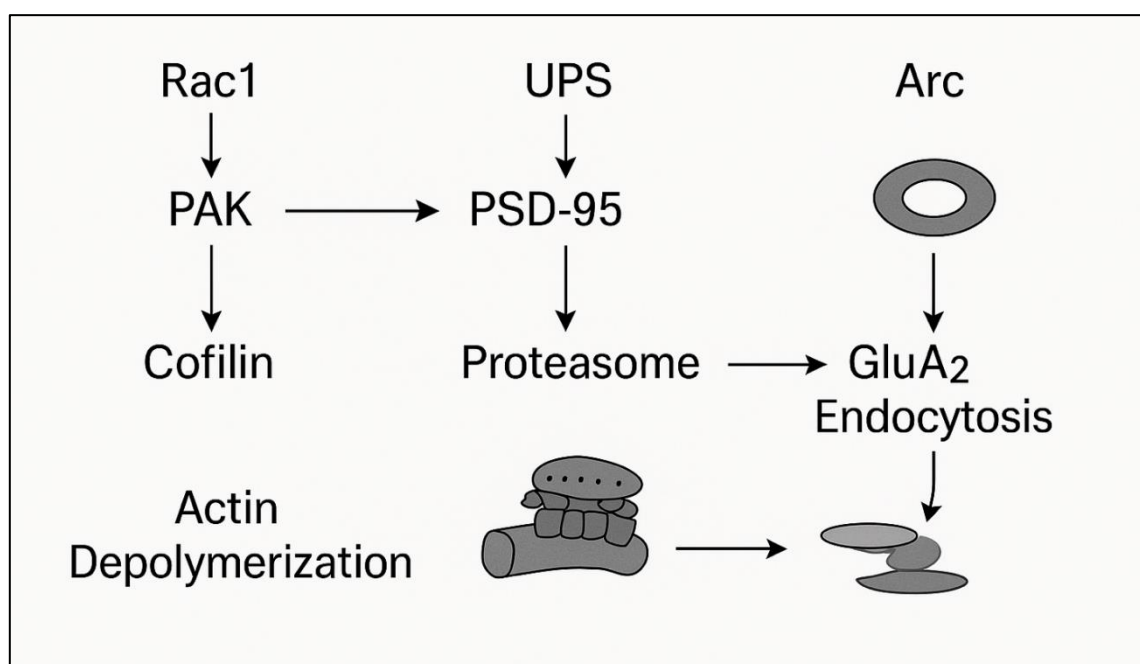 Rac1 UPS Arc
PAK PSD-95
Cofilin Proteasome GluA₂
Endocytosis
Actin
Depolymerization